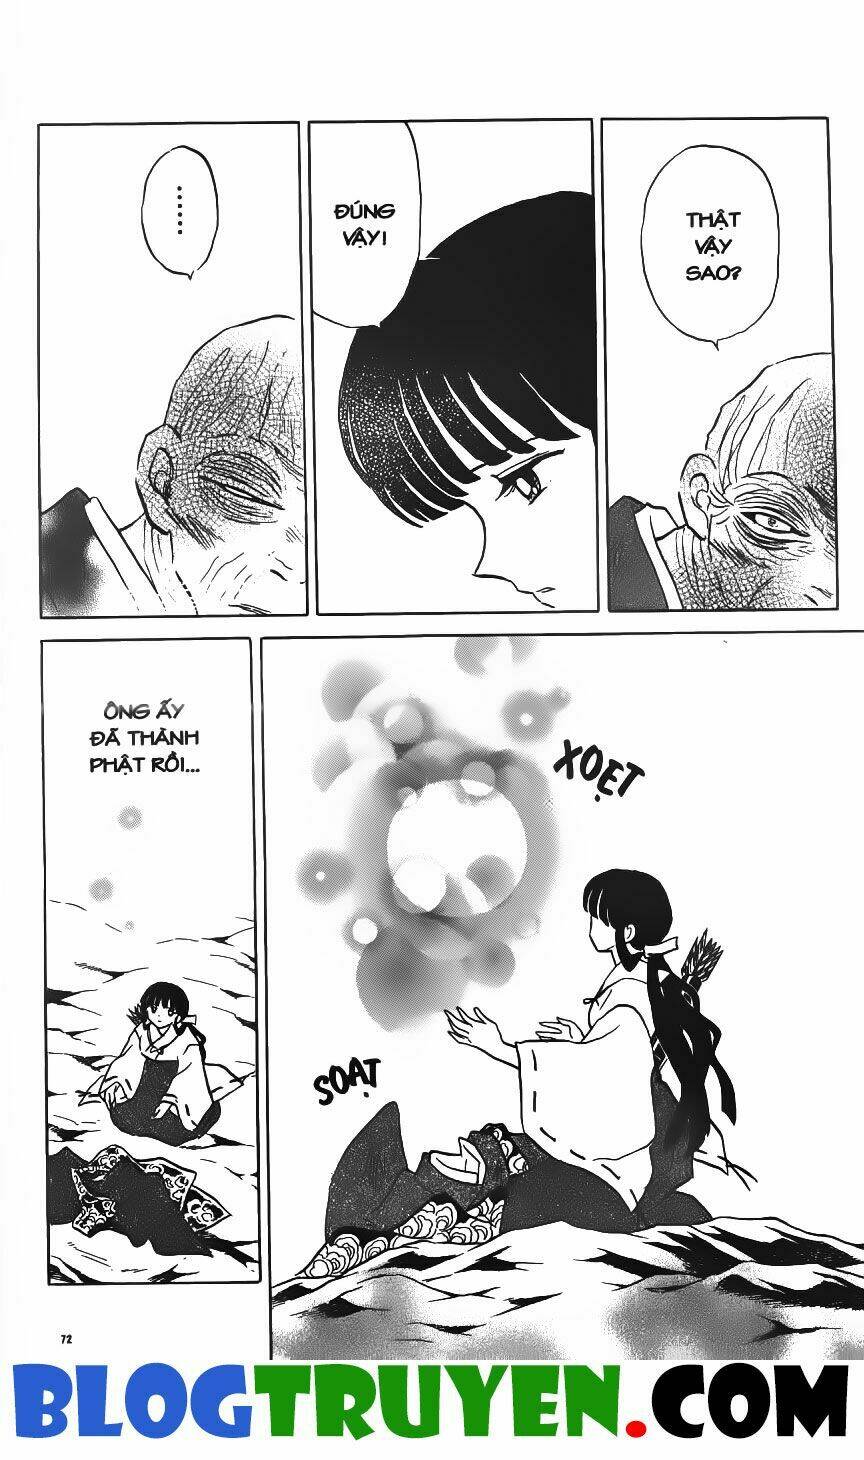 THẬT
VẬY
SAO?
ĐÚNG
VẬY!
......
XOẸT
SOẠT
ÔNG ẤY
ĐÃ THÀNH
PHẬT RỒI...
72
BLOGTRUYEN.COM